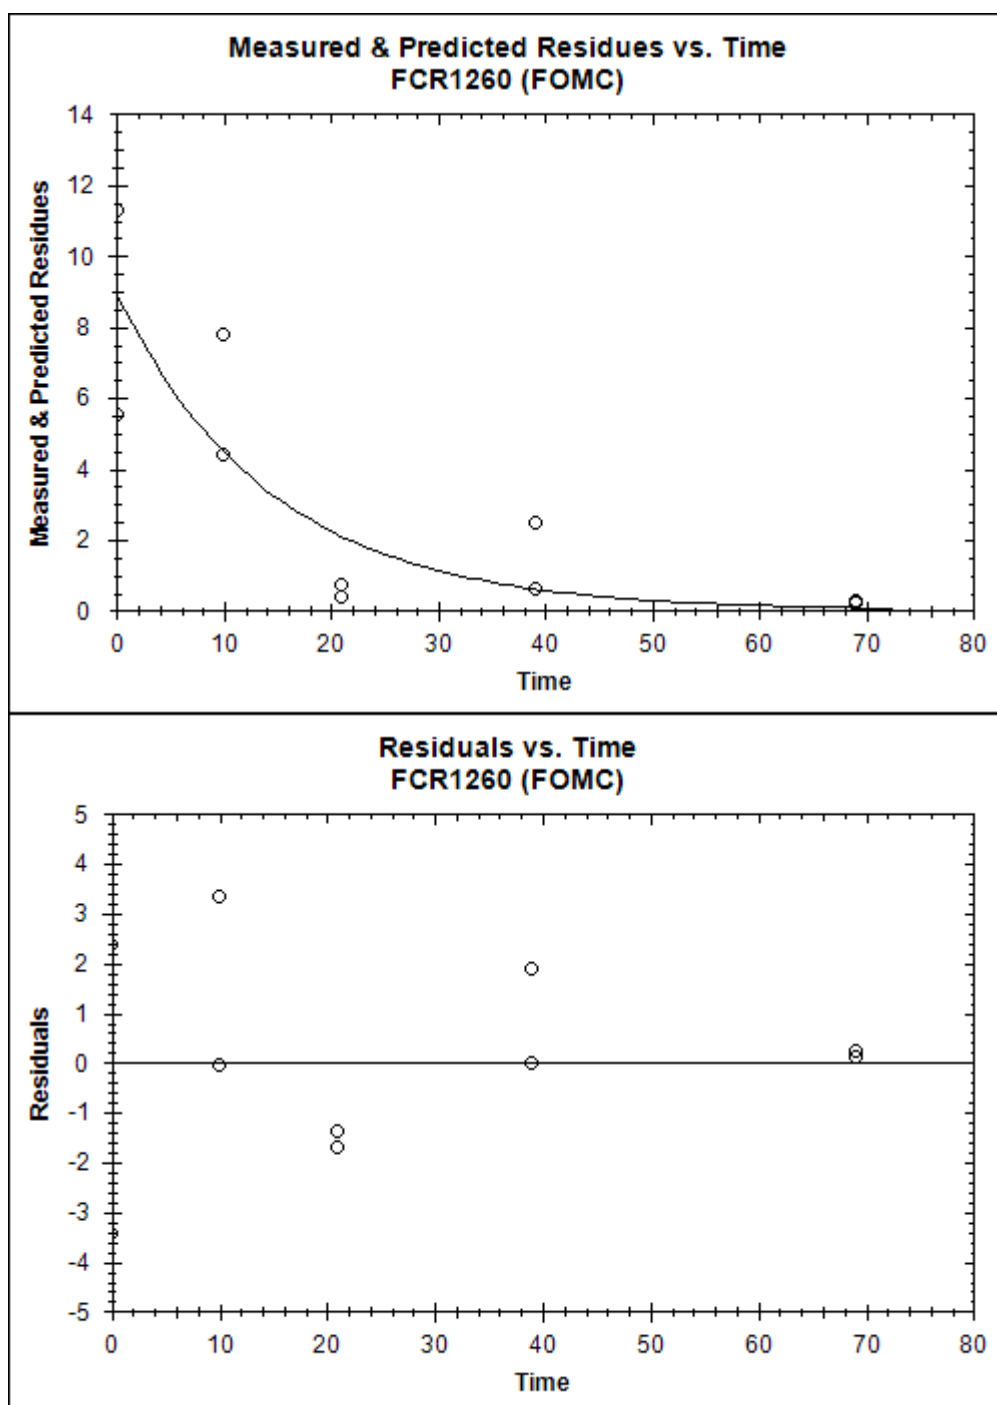 Measured & Predicted Residues vs. Time
FCR1260 (FOMC)
Measured & Predicted Residues
14
12
10
8
6
4
2
0
0 10 20 30 40 50 60 70 80
Time
Residuals vs. Time
FCR1260 (FOMC)
Residuals
5
4
3
2
1
0
-1
-2
-3
-4
-5
0 10 20 30 40 50 60 70 80
Time